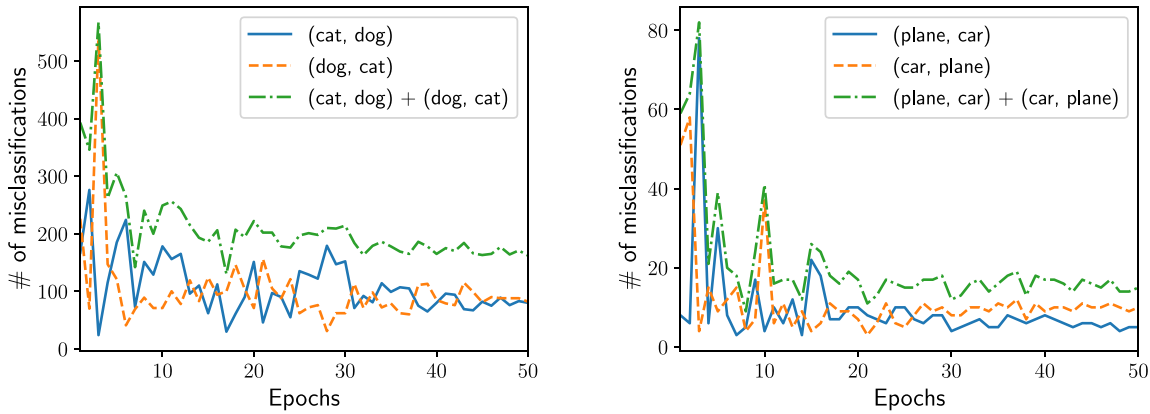 # of misclassifications
500
400
300
200
100
0
(cat, dog)
(dog, cat)
(cat, dog) + (dog, cat)
10
20
30
40
50
Epochs
# of misclassifications
80
60
40
20
0
(plane, car)
(car, plane)
(plane, car) + (car, plane)
10
20
30
40
50
Epochs